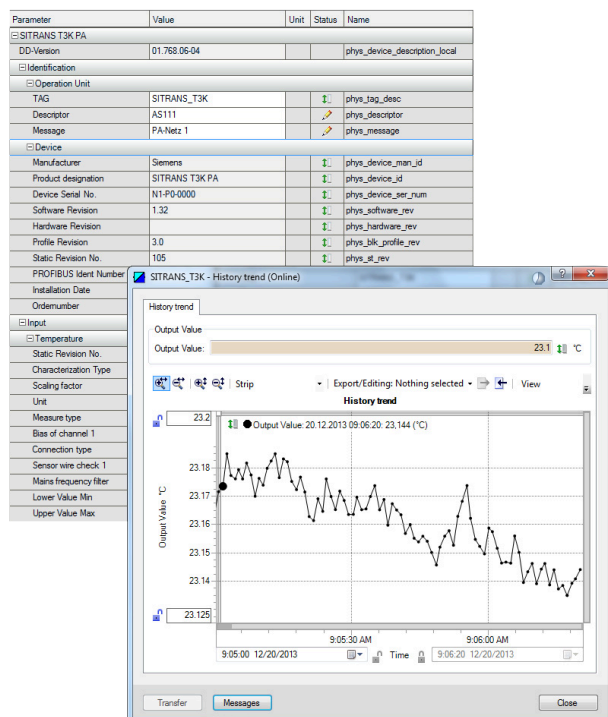 Parameter Value Unit Status Name
SITRANS T3K PA
DD-Version 01.768.06-04 phys_device_description_local
Identification
Operation Unit
TAG SITRANS_T3K phys_tag_desc
Descriptor AS111 phys_descriptor
Message PA-Netz 1 phys_message
Device
Manufacturer Siemens phys_device_man_id
Product designation SITRANS T3K PA phys_device_id
Device Serial No. N1-P0-0000 phys_device_ser_num
Software Revision 1.32 phys_software_rev
Hardware Revision phys_hardware_rev
Profile Revision 3.0 phys_blk_profile_rev
Static Revision No. 105 phys_st_rev
PROFIBUS Ident Number
Installation Date
Ordernumber
Input
Temperature
Static Revision No.
Characterization Type
Scaling factor
Unit
Measure type
Bias of channel 1
Connection type
Sensor wire check 1
Mains frequency filter
Lower Value Min
Upper Value Max
SITRANS_T3K - History trend (Online)
History trend
Output Value
Output Value: 23.1 °C
Strip Export/Editing: Nothing selected View
History trend
23.2
Output Value: 20.12.2013 09:06:20: 23,144 (°C)
23.18
23.17
23.16
23.15
23.14
23.125
Output Value °C
9:05:30 AM 9:06:00 AM
9:05:00 12/20/2013 Time 9:06:20 12/20/2013
Transfer Messages Close